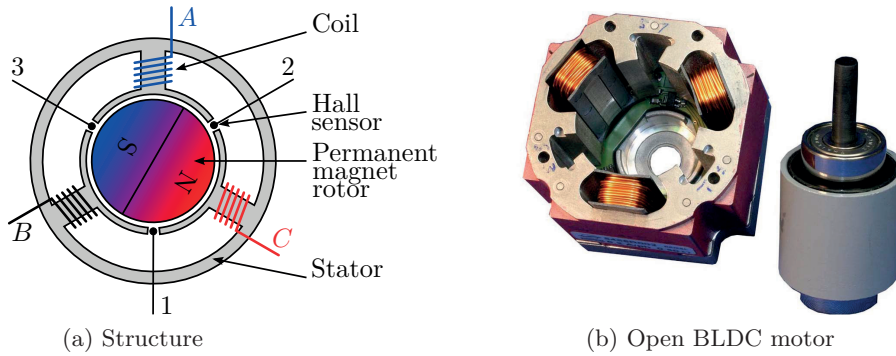 A
Coil
3
2
Hall
sensor
S
Permanent
magnet
rotor
N
B
C
Stator
1
(a) Structure
(b) Open BLDC motor